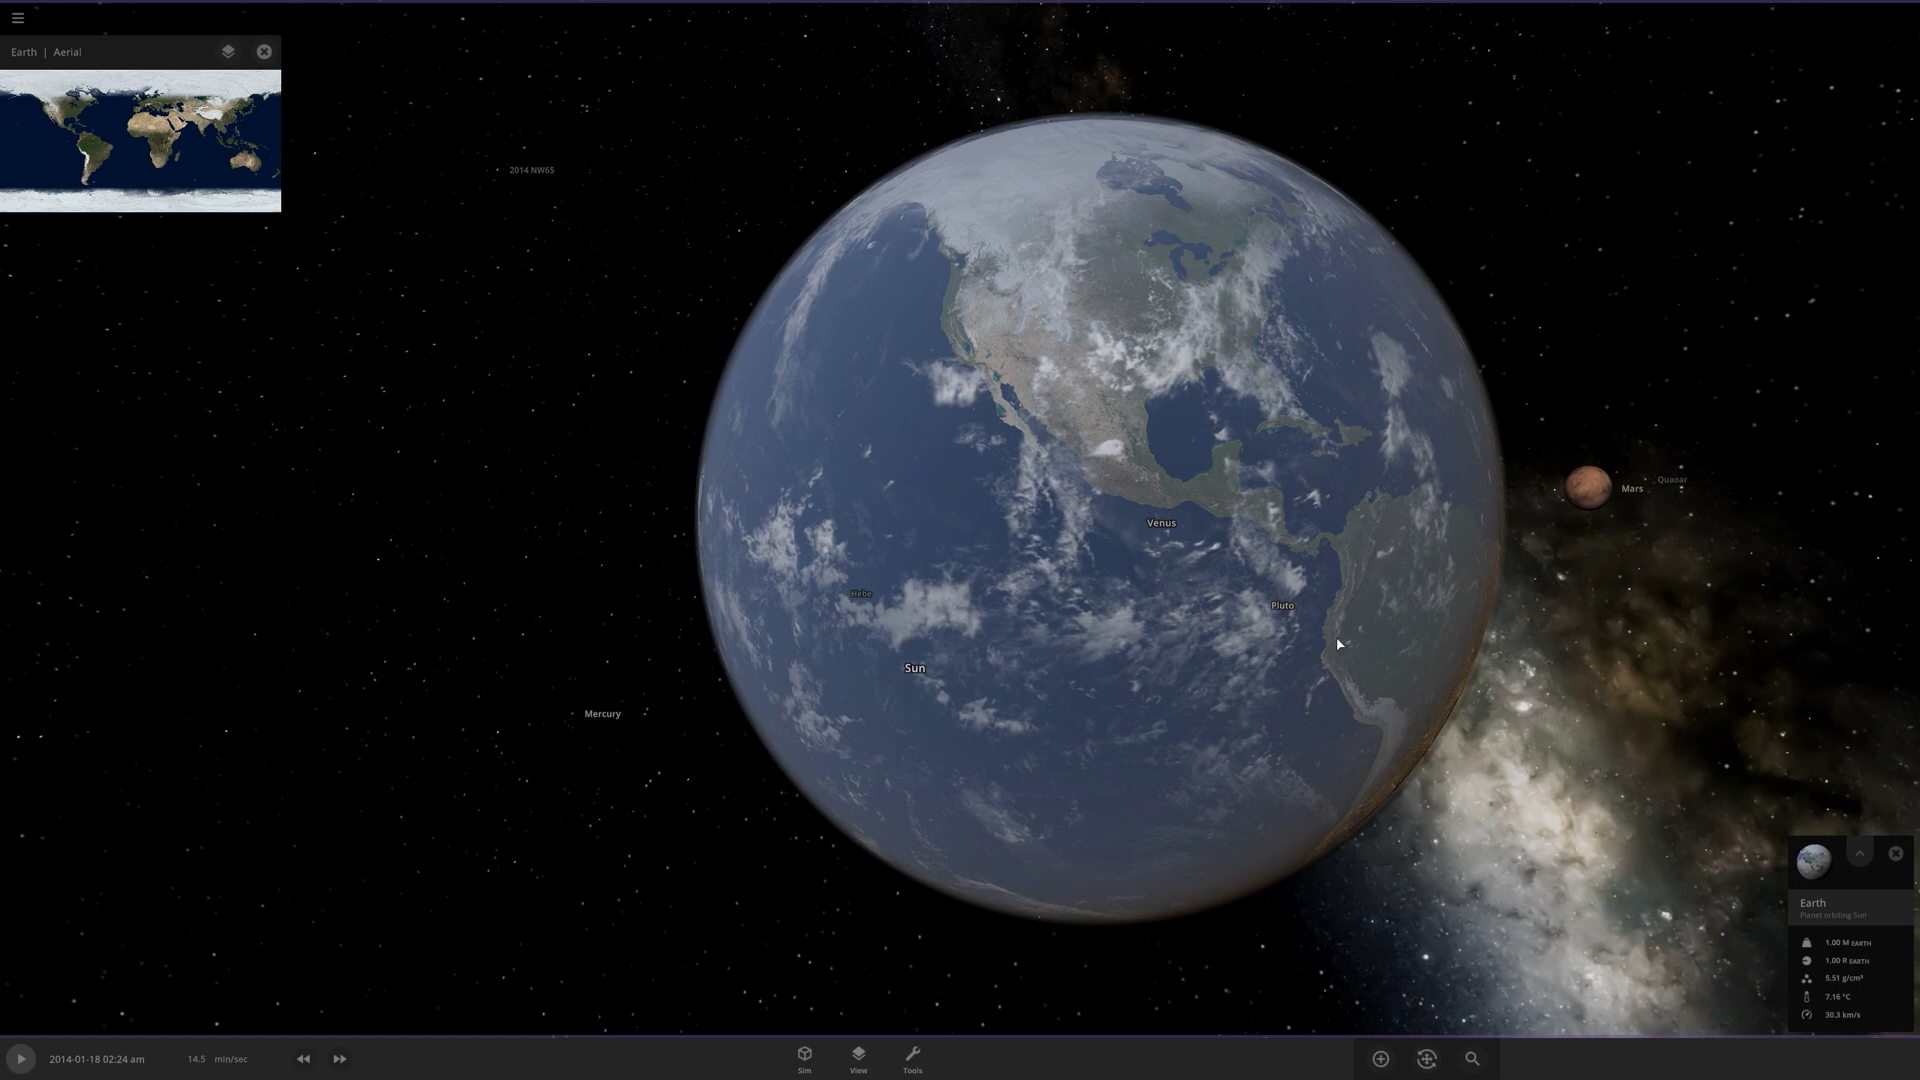 Earth | Aerial
2014 NW65
Mars
Quaoar
Venus
Hebe
Pluto
Sun
Mercury
Earth
Planet orbiting Sun
1.00 M EARTH
1.00 R EARTH
5.51 g/cm³
7.16 °C
30.3 km/s
2014-01-18 02:24 am
14.5 min/sec
Sim
View
Tools